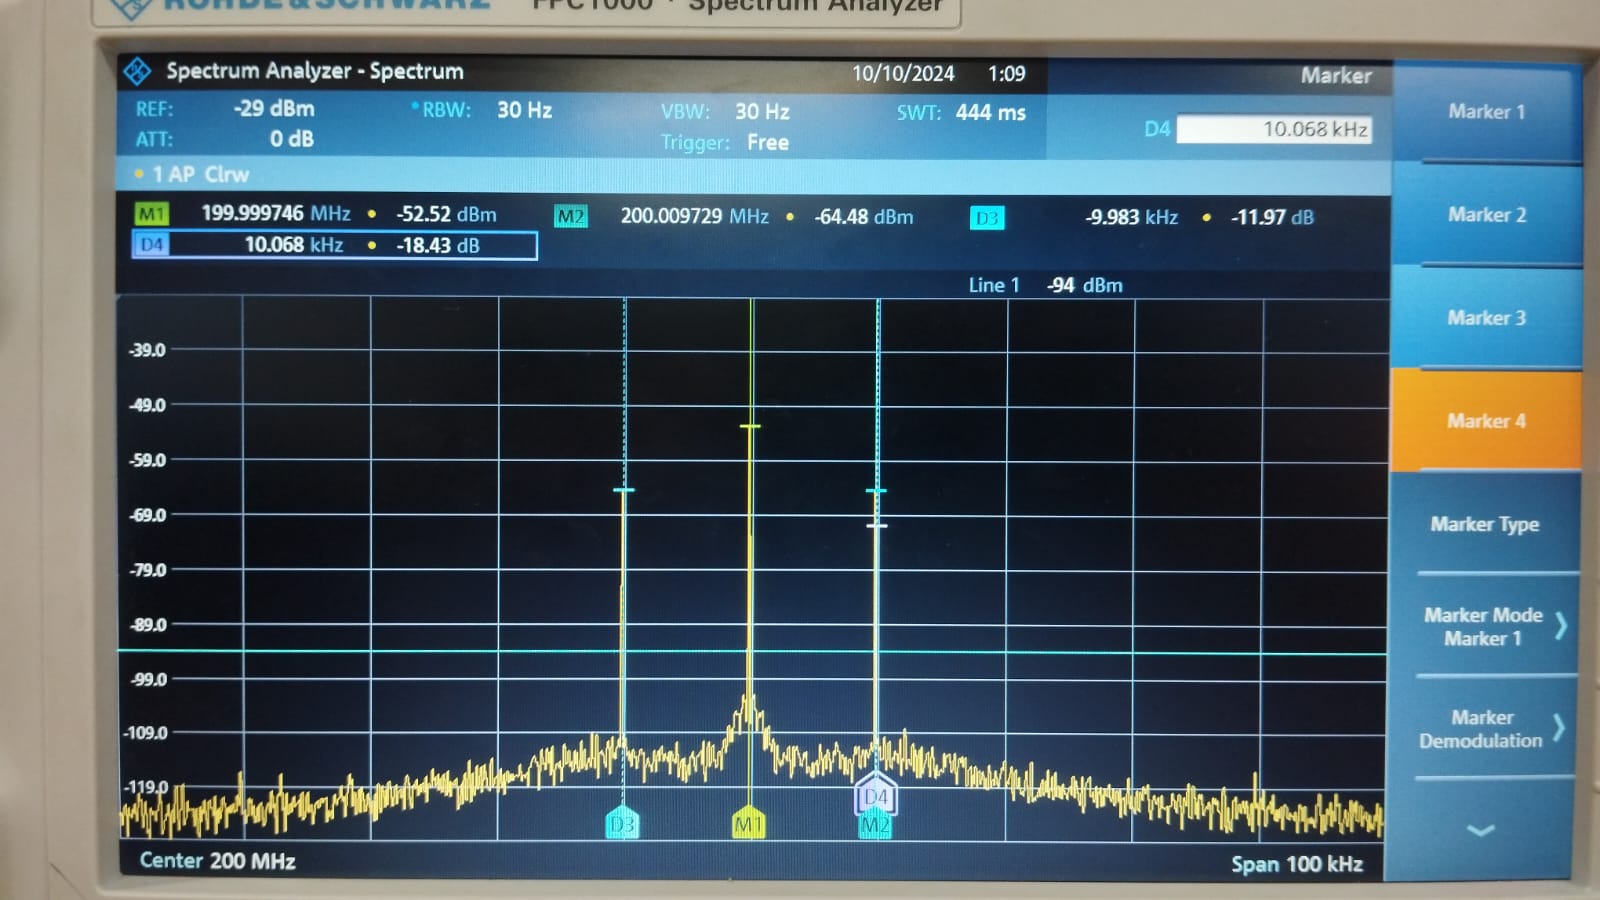 ROHDE & SCHWARZ FPC1000 · Spectrum Analyzer
Spectrum Analyzer - Spectrum 10/10/2024 1:09 Marker
REF: -29 dBm •RBW: 30 Hz VBW: 30 Hz SWT: 444 ms
ATT: 0 dB Trigger: Free
D4 10.068 kHz
• 1 AP Clrw
M1 199.999746 MHz • -52.52 dBm M2 200.009729 MHz • -64.48 dBm D3 -9.983 kHz • -11.97 dB
D4 10.068 kHz • -18.43 dB
Line 1 -94 dBm
-39.0
-49.0
-59.0
-69.0
-79.0
-89.0
-99.0
-109.0
-119.0
D4
D3 M1 M2
Center 200 MHz Span 100 kHz
Marker 1
Marker 2
Marker 3
Marker 4
Marker Type
Marker Mode
Marker 1
Marker
Demodulation